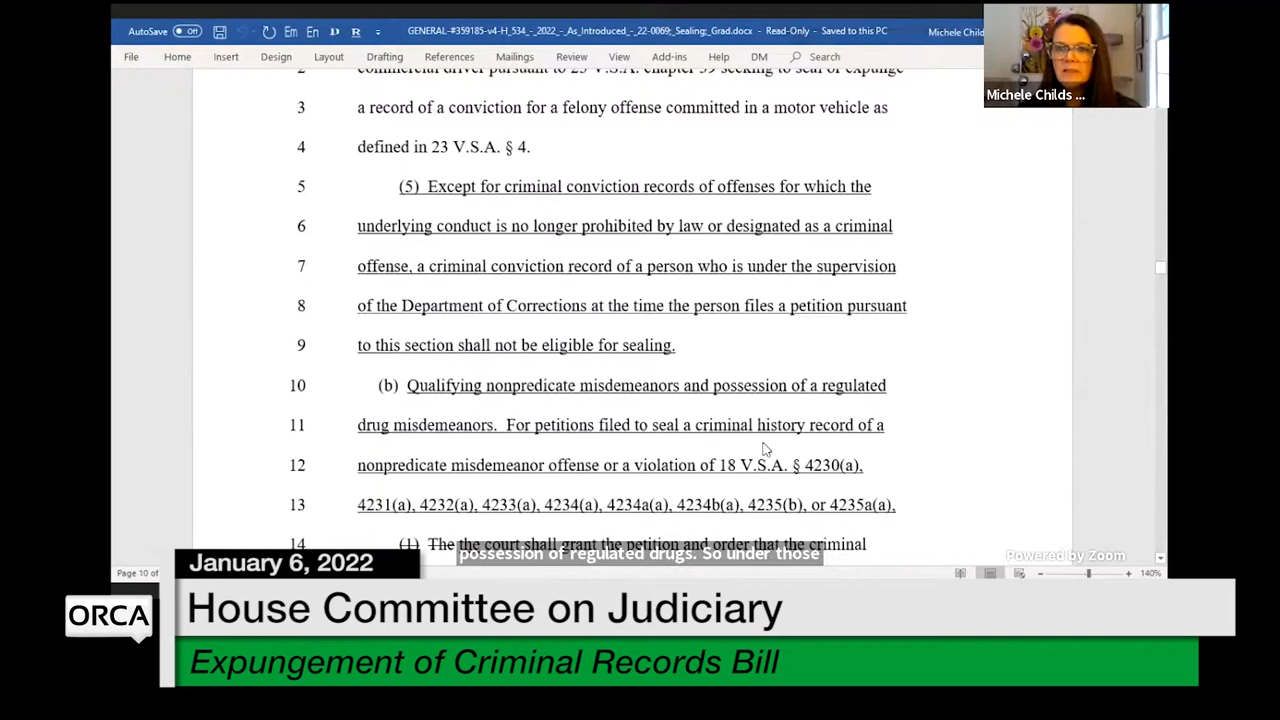 AutoSave Off Em En D R GENERAL-#359185-v4-H_534_-_2022_-_As_Introduced_-_22-0069;_Sealing;_Grad.docx - Read-Only - Saved to this PC Michele Chil
File Home Insert Design Layout References Mailings Review View Add-ins Help DM Search
Michele Childs ...
2 commercial driver pursuant to 23 V.S.A. chapter 39 seeking to seal or expunge
3 a record of a conviction for a felony offense committed in a motor vehicle as
4 defined in 23 V.S.A. § 4.
5 (5) Except for criminal conviction records of offenses for which the
6 underlying conduct is no longer prohibited by law or designated as a criminal
7 offense, a criminal conviction record of a person who is under the supervision
8 of the Department of Corrections at the time the person files a petition pursuant
9 to this section shall not be eligible for sealing.
10 (b) Qualifying nonpredicate misdemeanors and possession of a regulated
11 drug misdemeanors. For petitions filed to seal a criminal history record of a
12 nonpredicate misdemeanor offense or a violation of 18 V.S.A. § 4230(a),
13 4231(a), 4232(a), 4233(a), 4234(a), 4234a(a), 4234b(a), 4235(b), or 4235a(a),
14 (1) The the court shall grant the petition and order that the criminal
possession of regulated drugs. So under those
Powered by Zoom
Page 10 of
140%
January 6, 2022
ORCA
House Committee on Judiciary
Expungement of Criminal Records Bill